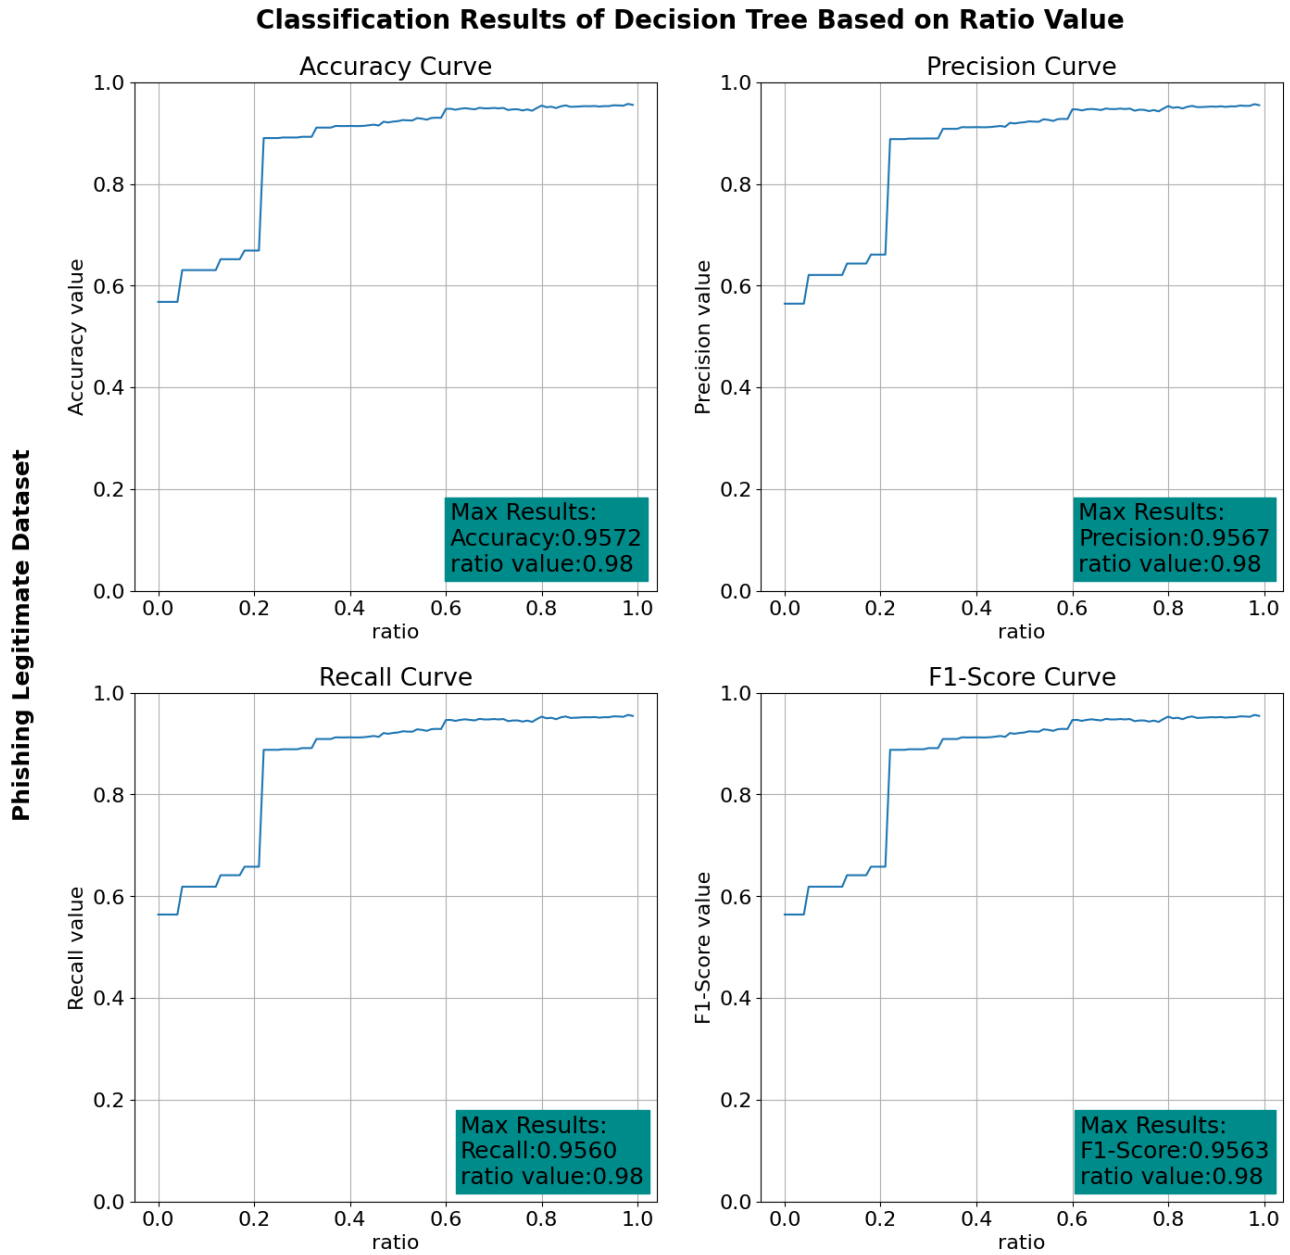 Classification Results of Decision Tree Based on Ratio Value
Phishing Legitimate Dataset
Accuracy Curve
Accuracy value
1.0
0.8
0.6
0.4
0.2
0.0
Max Results:
Accuracy:0.9572
ratio value:0.98
0.0 0.2 0.4 0.6 0.8 1.0
ratio
Precision Curve
Precision value
1.0
0.8
0.6
0.4
0.2
0.0
Max Results:
Precision:0.9567
ratio value:0.98
0.0 0.2 0.4 0.6 0.8 1.0
ratio
Recall Curve
Recall value
1.0
0.8
0.6
0.4
0.2
0.0
Max Results:
Recall:0.9560
ratio value:0.98
0.0 0.2 0.4 0.6 0.8 1.0
ratio
F1-Score Curve
F1-Score value
1.0
0.8
0.6
0.4
0.2
0.0
Max Results:
F1-Score:0.9563
ratio value:0.98
0.0 0.2 0.4 0.6 0.8 1.0
ratio